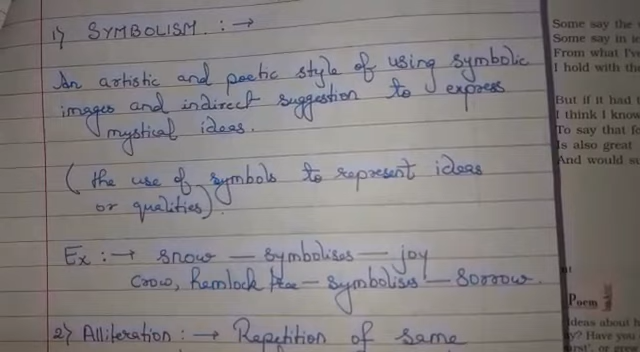 1) SYMBOLISM. : →
An artistic and poetic style of using symbolic
images and indirect suggestion to express
mystical ideas.
(the use of symbols to represent ideas
or qualities).
Ex : → snow — symbolises — joy
crow, hemlock tree — symbolises — sorrow.
2) Alliteration : → Repetition of same
Some say the
Some say in
From what I've
I hold with
But if it had
I think I know
To say that
Is also great
And would
Poem
Ideas about
Have you